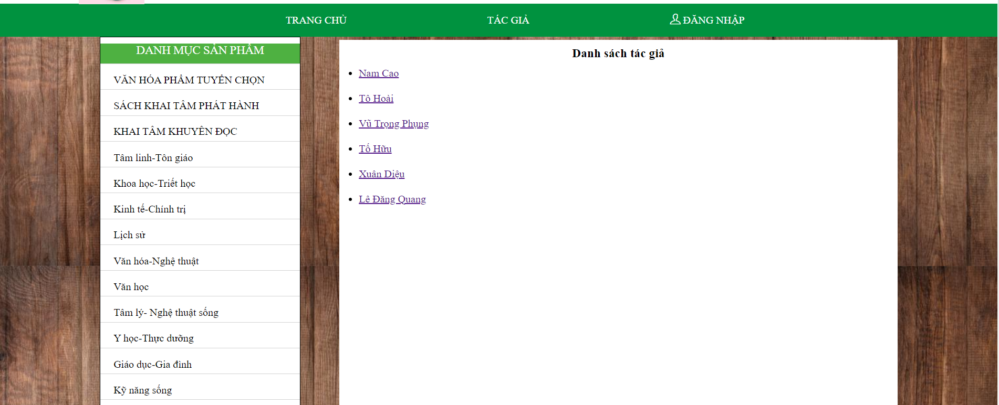 TRANG CHỦ
TÁC GIẢ
ĐĂNG NHẬP
DANH MỤC SẢN PHẨM
VĂN HÓA PHẨM TUYỂN CHỌN
SÁCH KHAI TÂM PHÁT HÀNH
KHAI TÂM KHUYÊN ĐỌC
Tâm linh-Tôn giáo
Khoa học-Triết học
Kinh tế-Chính trị
Lịch sử
Văn hóa-Nghệ thuật
Văn học
Tâm lý- Nghệ thuật sống
Y học-Thực dưỡng
Giáo dục-Gia đình
Kỹ năng sống
Danh sách tác giả
Nam Cao
Tô Hoài
Vũ Trọng Phụng
Tố Hữu
Xuân Diệu
Lê Đăng Quang